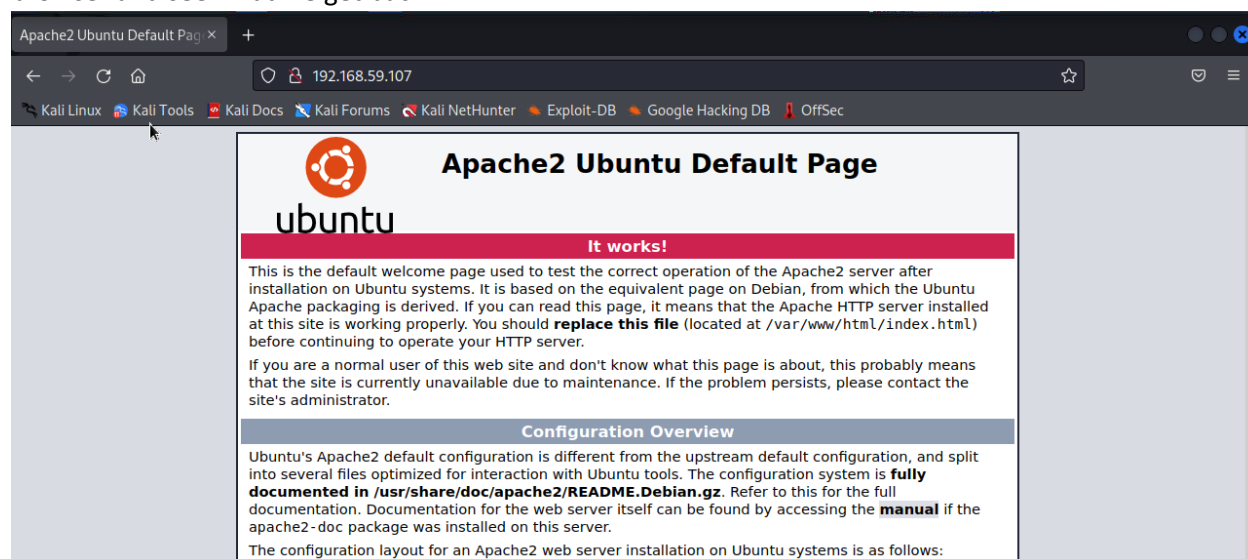 Apache2 Ubuntu Default Pag
192.168.59.107
Kali Linux Kali Tools Kali Docs Kali Forums Kali NetHunter Exploit-DB Google Hacking DB OffSec
Apache2 Ubuntu Default Page
ubuntu
It works!
This is the default welcome page used to test the correct operation of the Apache2 server after
installation on Ubuntu systems. It is based on the equivalent page on Debian, from which the Ubuntu
Apache packaging is derived. If you can read this page, it means that the Apache HTTP server installed
at this site is working properly. You should replace this file (located at /var/www/html/index.html)
before continuing to operate your HTTP server.
If you are a normal user of this web site and don't know what this page is about, this probably means
that the site is currently unavailable due to maintenance. If the problem persists, please contact the
site's administrator.
Configuration Overview
Ubuntu's Apache2 default configuration is different from the upstream default configuration, and split
into several files optimized for interaction with Ubuntu tools. The configuration system is fully
documented in /usr/share/doc/apache2/README.Debian.gz. Refer to this for the full
documentation. Documentation for the web server itself can be found by accessing the manual if the
apache2-doc package was installed on this server.
The configuration layout for an Apache2 web server installation on Ubuntu systems is as follows: